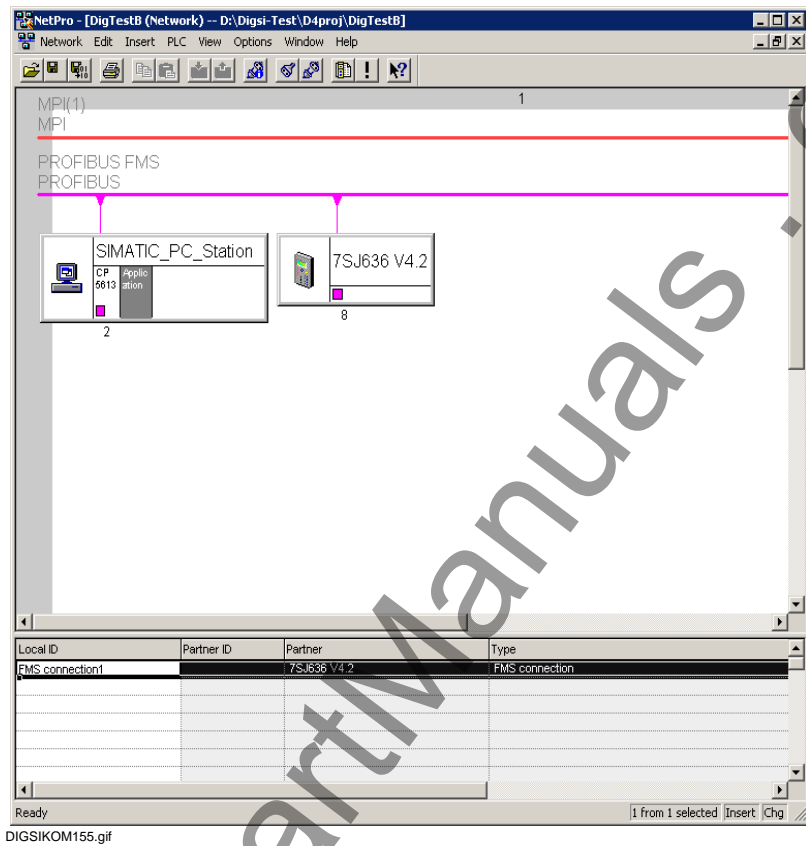 NetPro - [DigTestB (Network) -- D:\Digsi-Test\D4proj\DigTestB]
Network Edit Insert PLC View Options Window Help
1
MPI(1)
MPI
PROFIBUS FMS
PROFIBUS
SIMATIC_PC_Station
CP 5613
Applic ation
2
7SJ636 V4.2
8
Local ID Partner ID Partner Type
FMS connection1 7SJ636 V4.2 FMS connection
Ready 1 from 1 selected Insert Chg
DIGSIKOM155.gif
artManuals